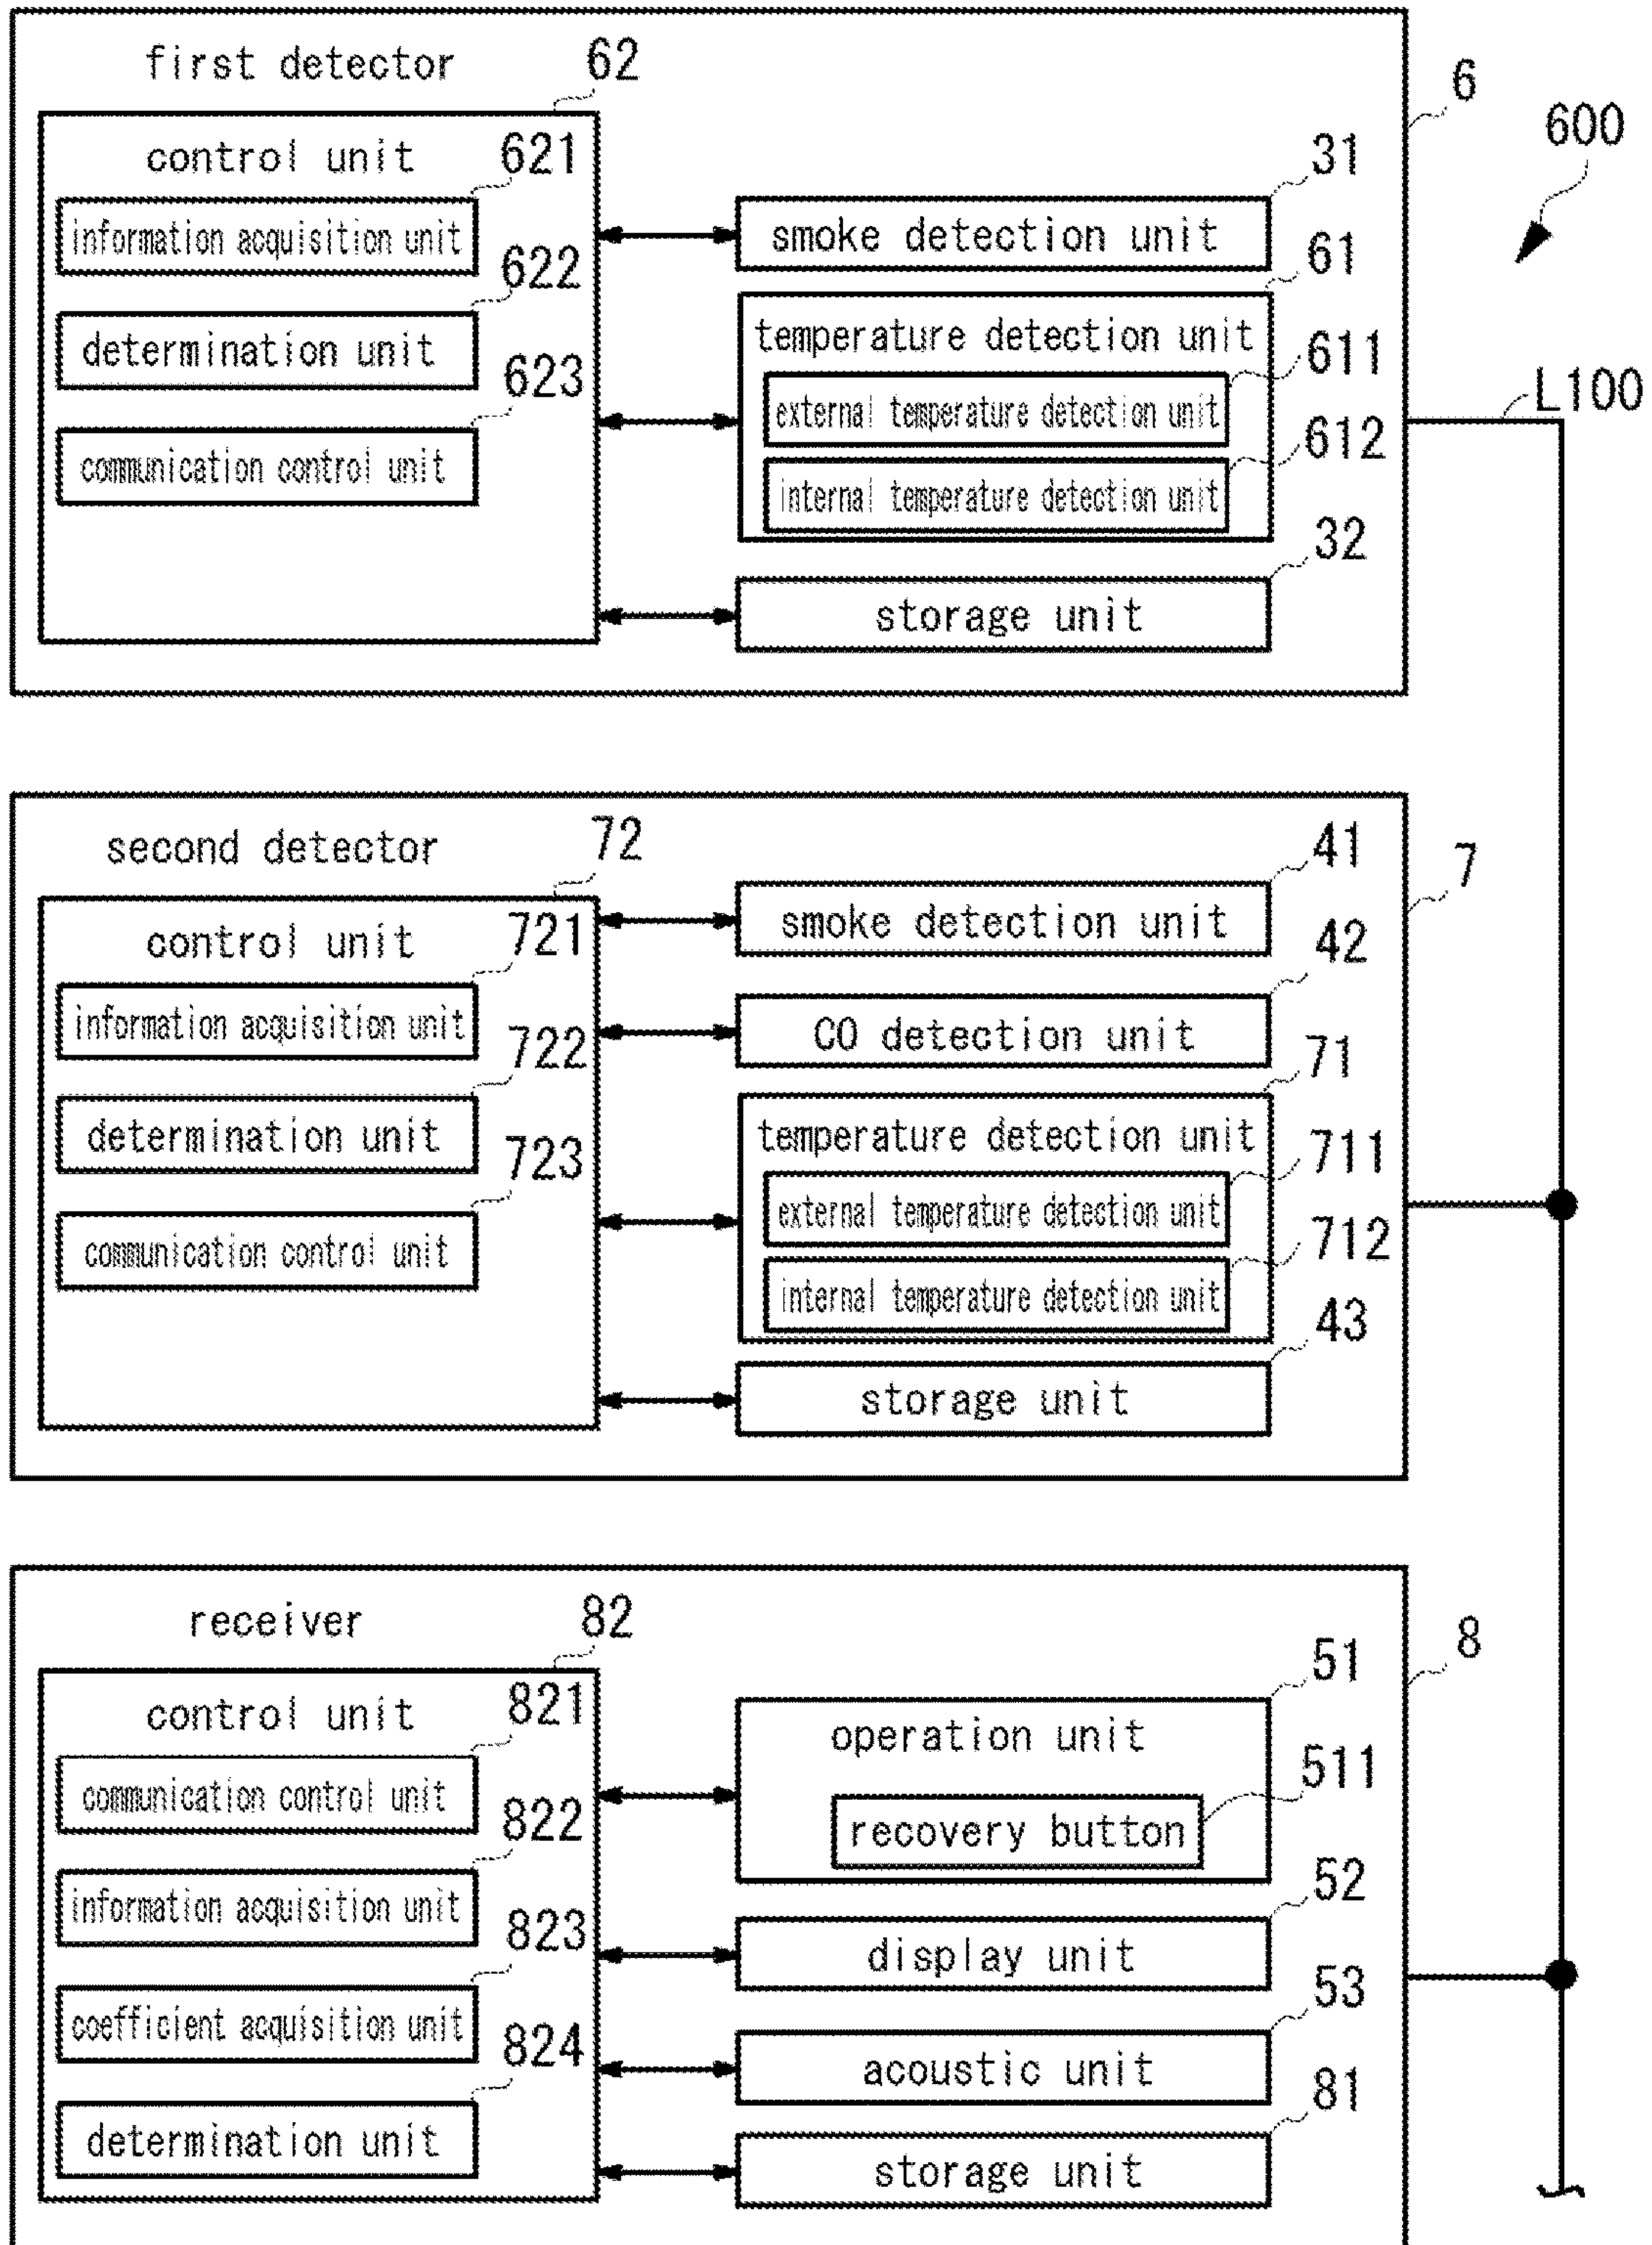 first detector
62
6
600
control unit
621
31
information acquisition unit
smoke detection unit
622
61
determination unit
temperature detection unit
611
623
external temperature detection unit
L100
612
communication control unit
internal temperature detection unit
32
storage unit
second detector
72
41
7
control unit
721
smoke detection unit
42
information acquisition unit
CO detection unit
722
71
determination unit
temperature detection unit
711
723
external temperature detection unit
712
communication control unit
internal temperature detection unit
43
storage unit
receiver
82
8
51
control unit
821
operation unit
511
communication control unit
recovery button
822
52
information acquisition unit
display unit
823
53
coefficient acquisition unit
acoustic unit
824
81
determination unit
storage unit